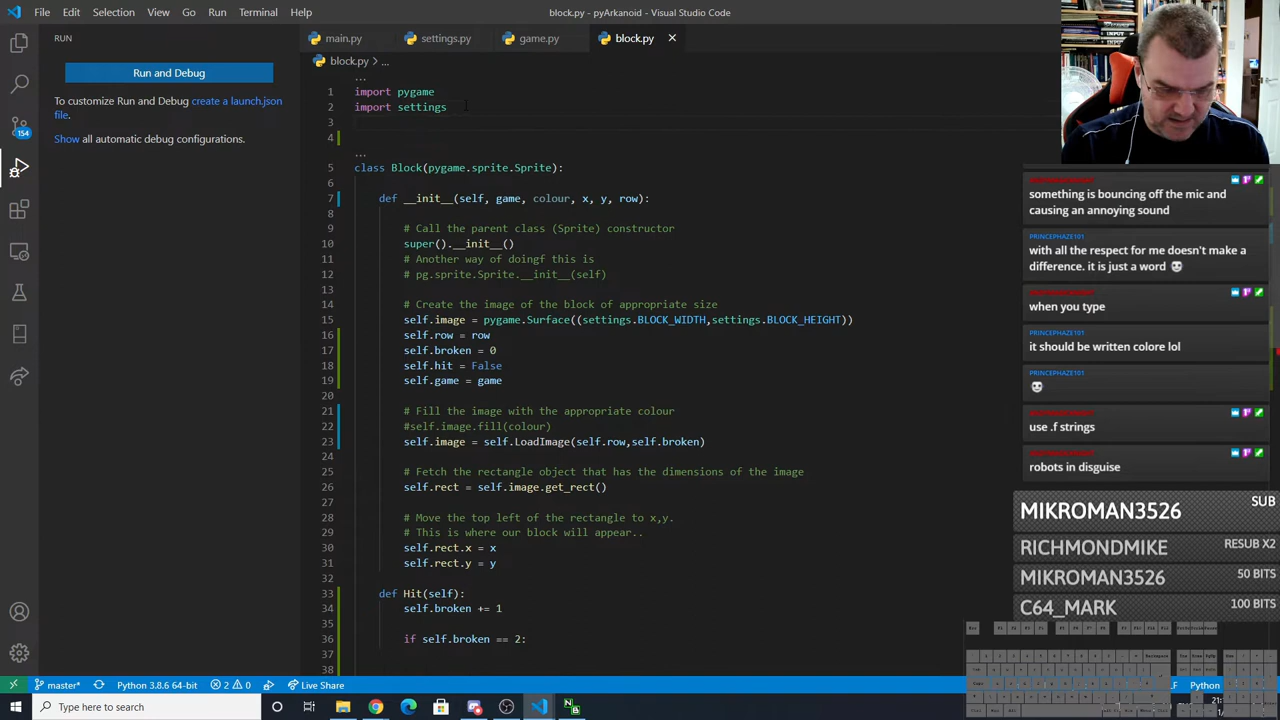 File Edit Selection View Go Run Terminal Help
block.py - pyArkanoid - Visual Studio Code
RUN
Run and Debug
To customize Run and Debug create a launch.json
file.
Show all automatic debug configurations.
154
main.py settings.py game.py block.py
block.py > ...
...
1 import pygame
2 import settings
3
4
...
5 class Block(pygame.sprite.Sprite):
6
7 def __init__(self, game, colour, x, y, row):
8
9 # Call the parent class (Sprite) constructor
10 super().__init__()
11 # Another way of doingf this is
12 # pg.sprite.Sprite.__init__(self)
13
14 # Create the image of the block of appropriate size
15 self.image = pygame.Surface((settings.BLOCK_WIDTH,settings.BLOCK_HEIGHT))
16 self.row = row
17 self.broken = 0
18 self.hit = False
19 self.game = game
20
21 # Fill the image with the appropriate colour
22 #self.image.fill(colour)
23 self.image = self.LoadImage(self.row,self.broken)
24
25 # Fetch the rectangle object that has the dimensions of the image
26 self.rect = self.image.get_rect()
27
28 # Move the top left of the rectangle to x,y.
29 # This is where our block will appear..
30 self.rect.x = x
31 self.rect.y = y
32
33 def Hit(self):
34 self.broken += 1
35
36 if self.broken == 2:
37
38
something is bouncing off the mic and
causing an annoying sound
PRINCEPHAZE101
with all the respect for me doesn't make a
difference. it is just a word
when you type
PRINCEPHAZE101
it should be written colore lol
PRINCEPHAZE101
use .f strings
robots in disguise
MIKROMAN3526 SUB
RICHMONDMIKE RESUB X2
MIKROMAN3526 50 BITS
C64_MARK 100 BITS
master* Python 3.8.6 64-bit 2 0 Live Share
Python
Type here to search